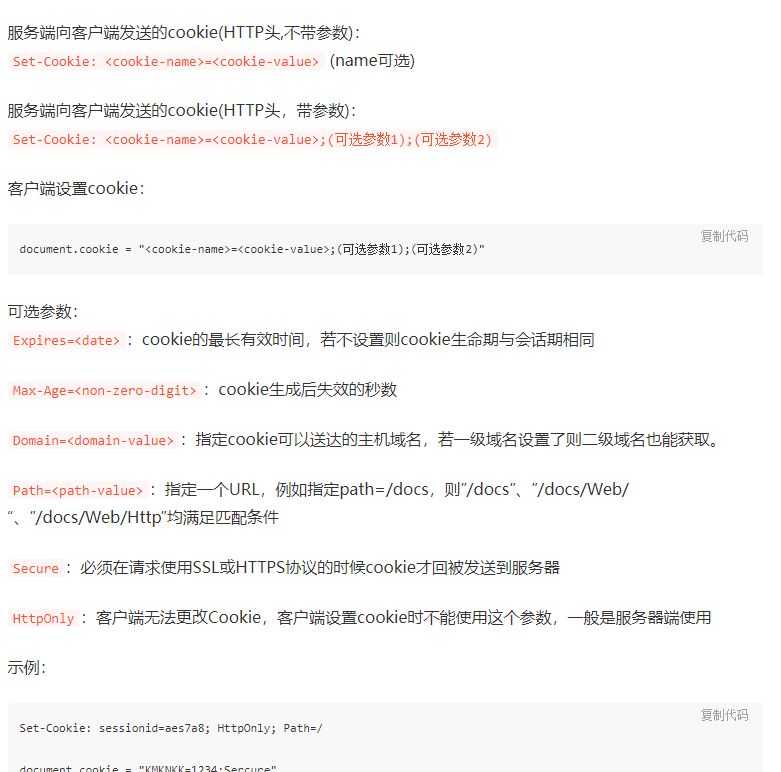 服务端向客户端发送的cookie(HTTP头,不带参数)：
Set-Cookie: <cookie-name>=<cookie-value> (name可选)
服务端向客户端发送的cookie(HTTP头，带参数)：
Set-Cookie: <cookie-name>=<cookie-value>;(可选参数1);(可选参数2)
客户端设置cookie：
复制代码
document.cookie = "<cookie-name>=<cookie-value>;(可选参数1);(可选参数2)"
可选参数：
Expires=<date>：cookie的最长有效时间，若不设置则cookie生命期与会话期相同
Max-Age=<non-zero-digit>：cookie生成后失效的秒数
Domain=<domain-value>：指定cookie可以送达的主机域名，若一级域名设置了则二级域名也能获取。
Path=<path-value>：指定一个URL，例如指定path=/docs，则”/docs”、”/docs/Web/
“、”/docs/Web/Http”均满足匹配条件
Secure：必须在请求使用SSL或HTTPS协议的时候cookie才回被发送到服务器
HttpOnly：客户端无法更改Cookie，客户端设置cookie时不能使用这个参数，一般是服务器端使用
示例：
复制代码
Set-Cookie: sessionid=aes7a8; HttpOnly; Path=/
document.cookie = "KMKNKK=1234;Sercure"